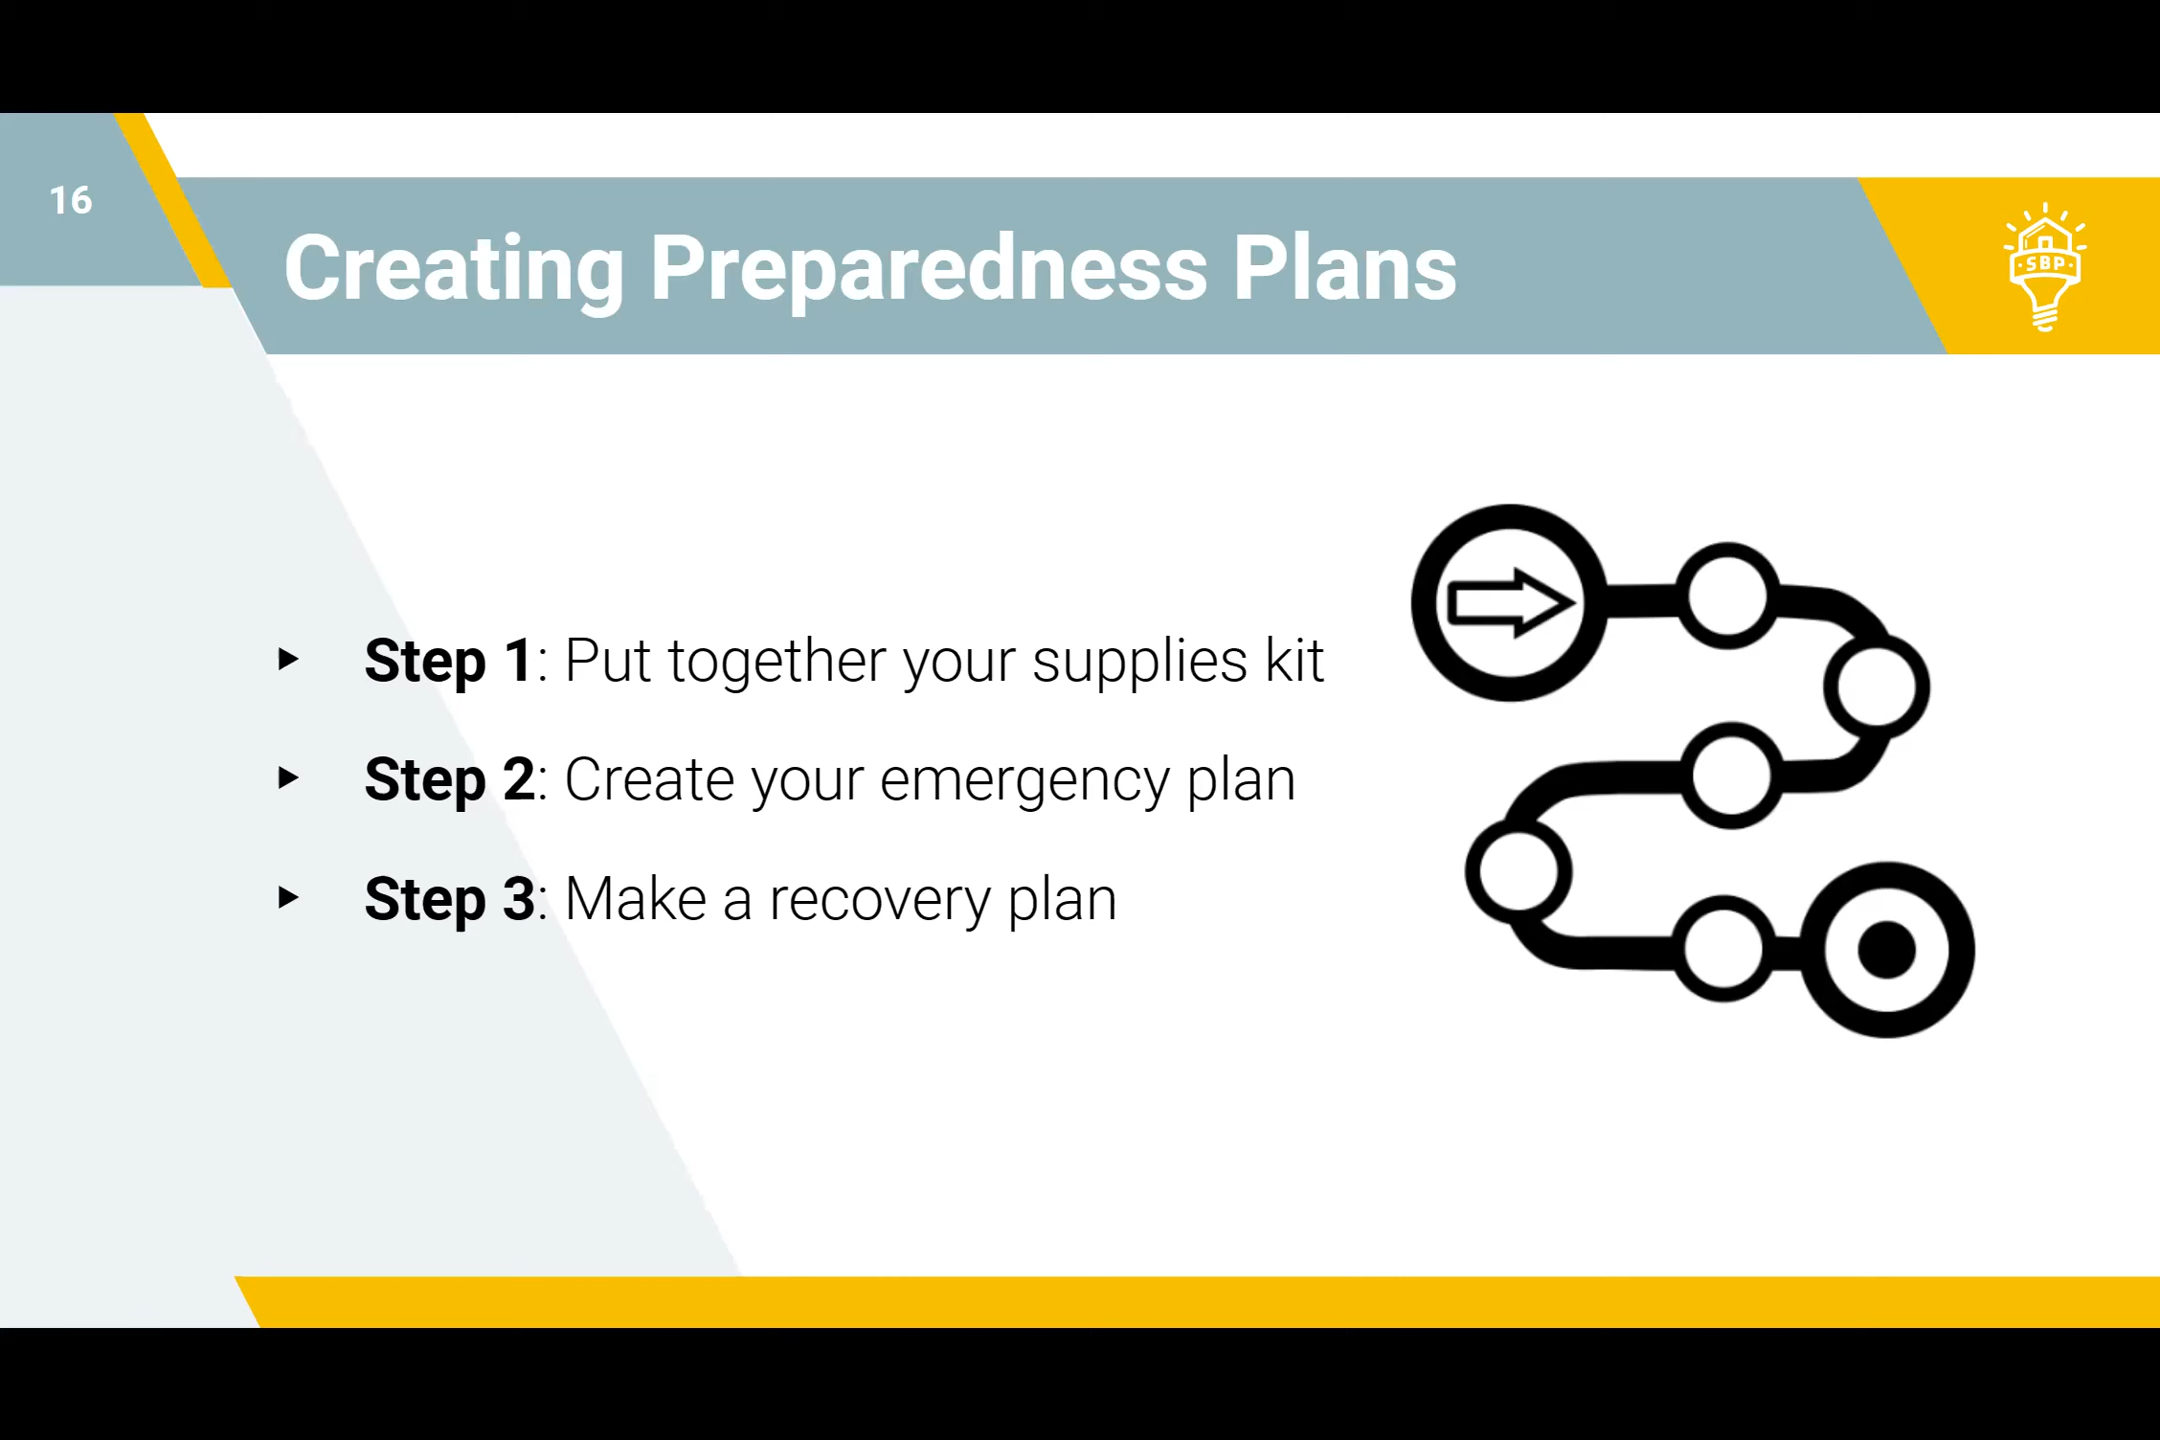 16
Creating Preparedness Plans
SBP
Step 1: Put together your supplies kit
Step 2: Create your emergency plan
Step 3: Make a recovery plan